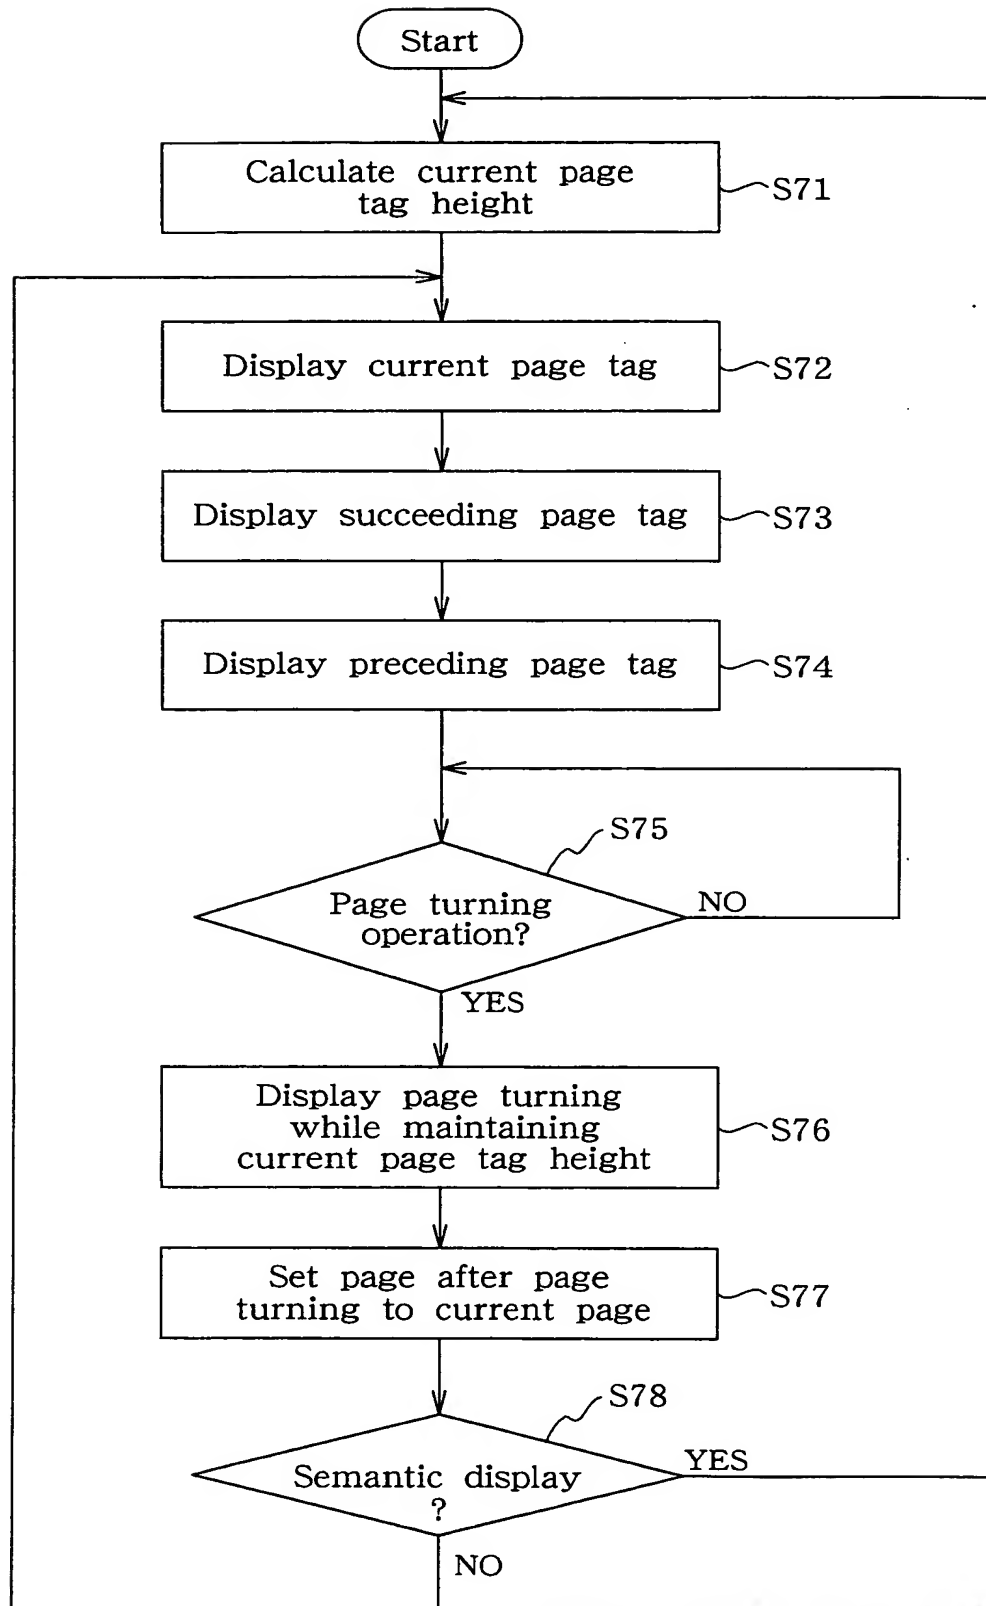 Start
Calculate current page
tag height
S71
Display current page tag
S72
Display succeeding page tag
S73
Display preceding page tag
S74
S75
Page turning
operation?
NO
YES
Display page turning
while maintaining
current page tag height
S76
Set page after page
turning to current page
S77
S78
Semantic display
?
YES
NO